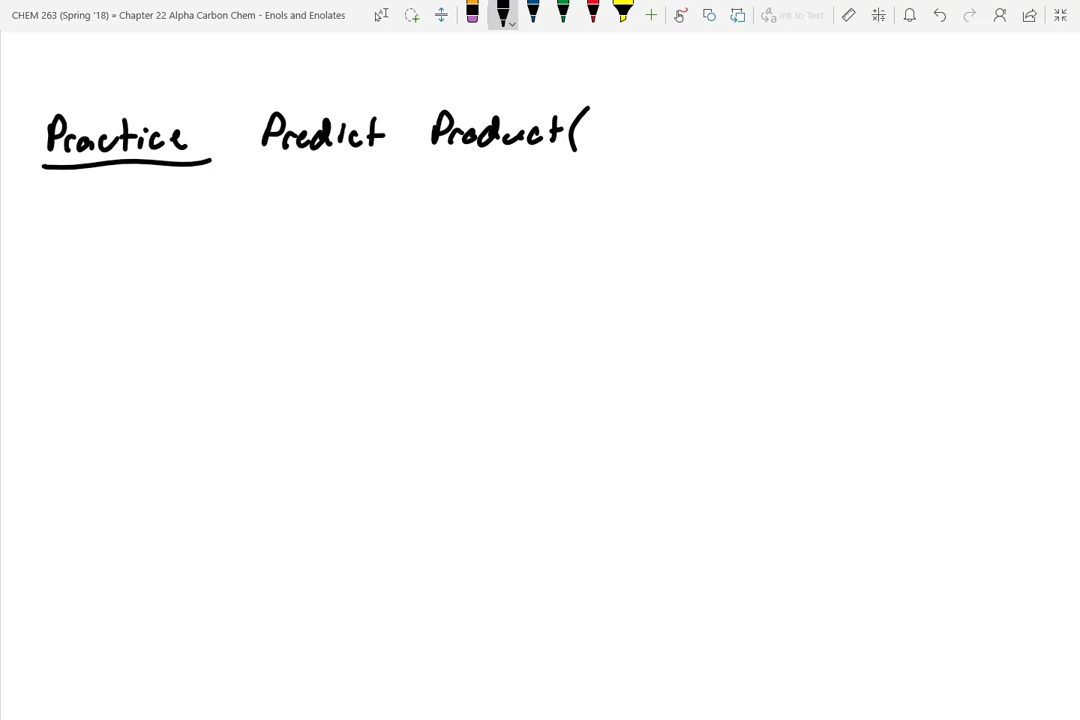 CHEM 263 (Spring '18) » Chapter 22 Alpha Carbon Chem - Enols and Enolates
Ink to Text
Practice Predict Product(